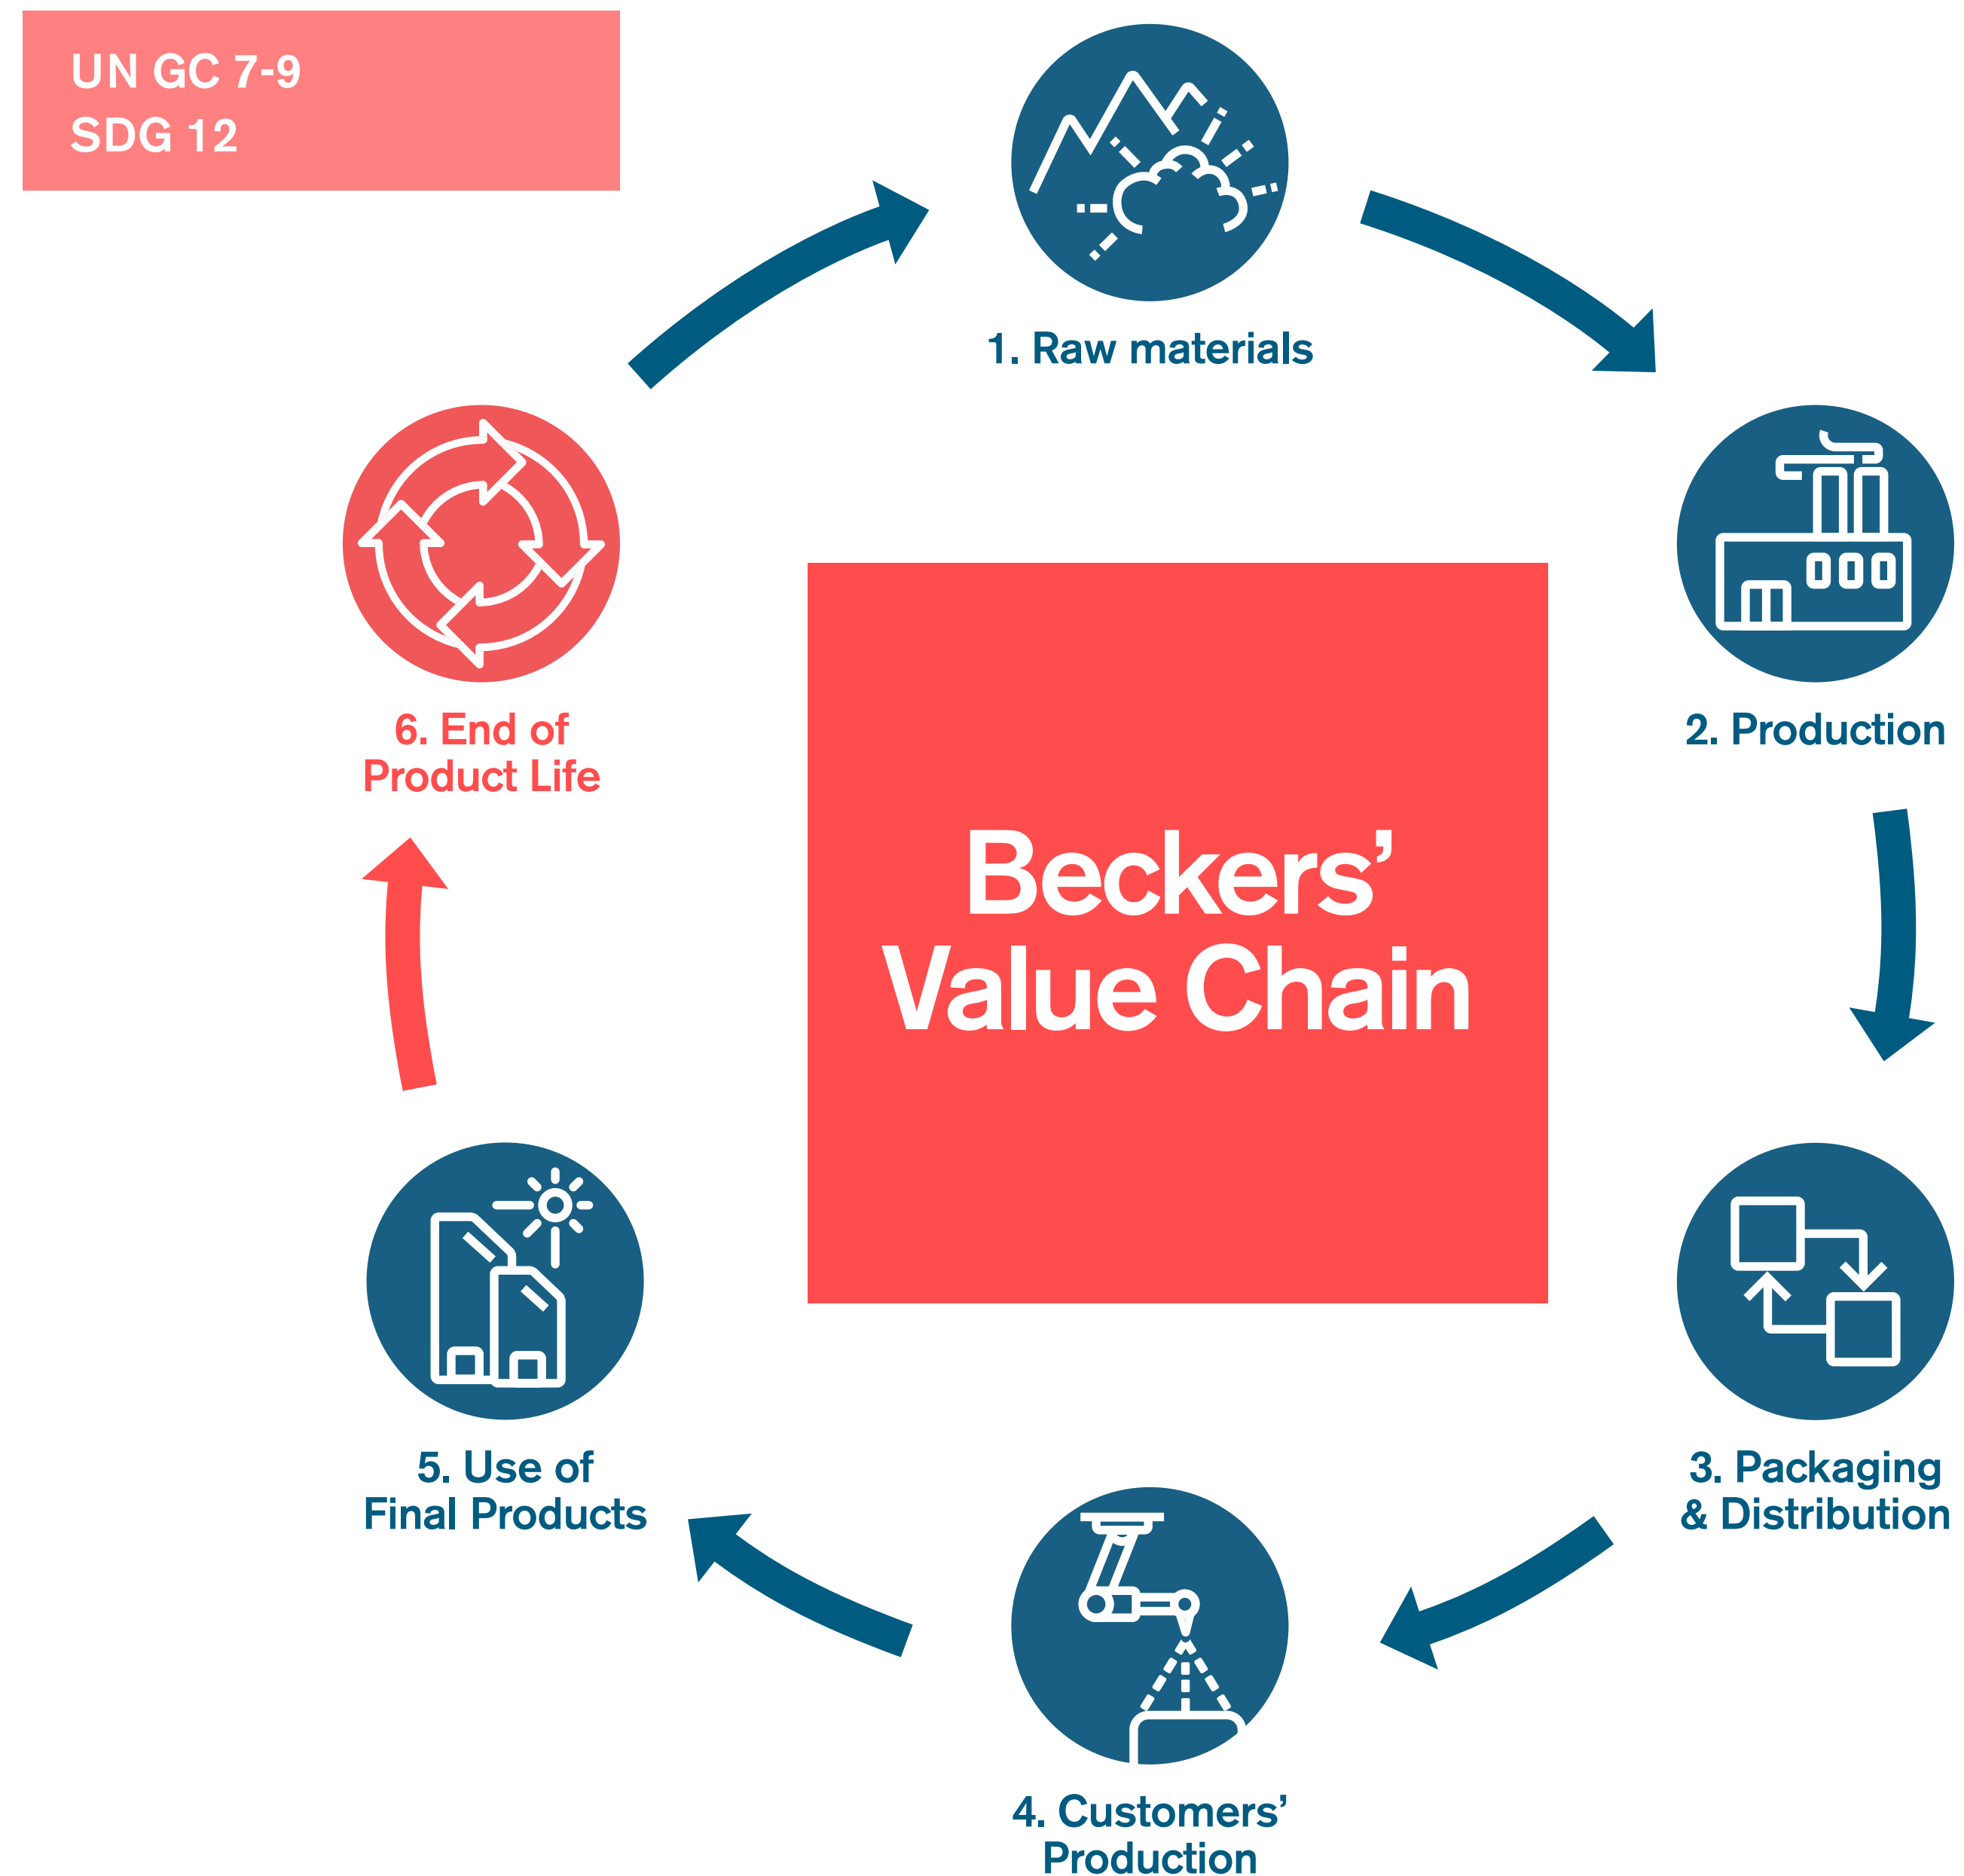 UN GC 7-9
SDG 12
1. Raw materials
2. Production
3. Packaging
& Distribution
4. Customers’
Production
5. Use of
Final Products
6. End of
Product Life
Beckers’
Value Chain